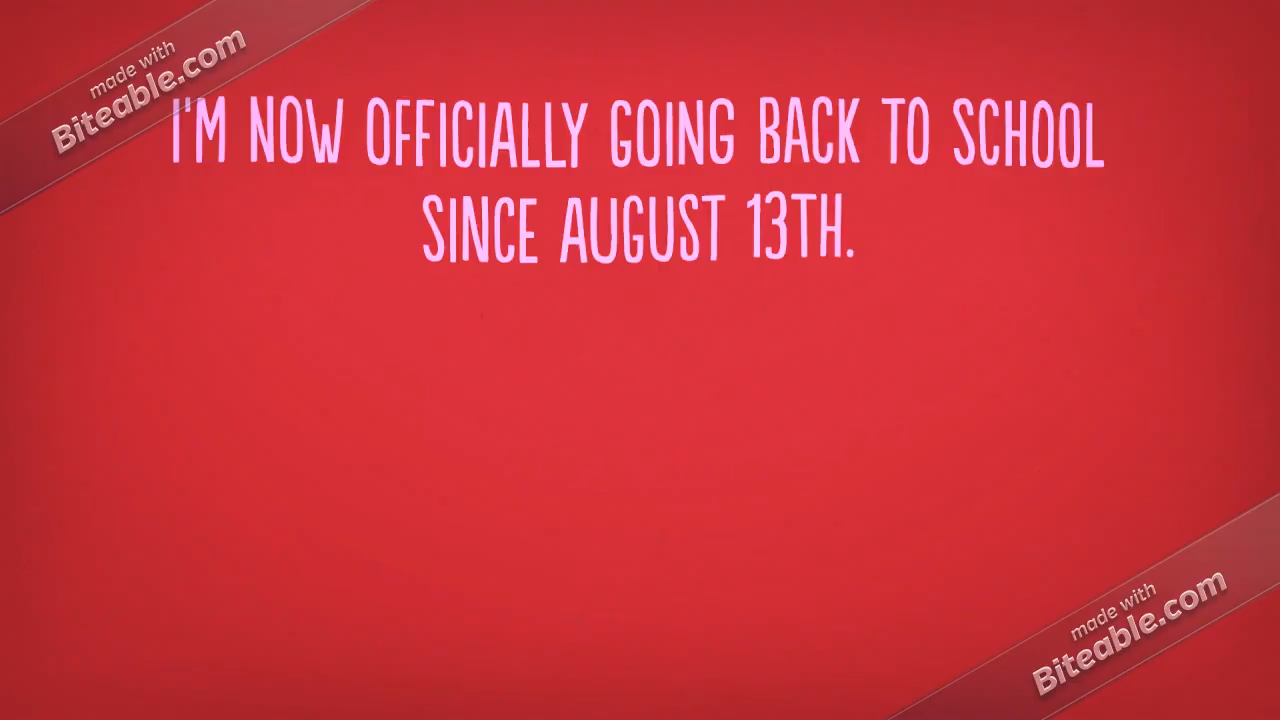 made with
Biteable.com
I'M NOW OFFICIALLY GOING BACK TO SCHOOL
SINCE AUGUST 13TH.
made with
Biteable.com